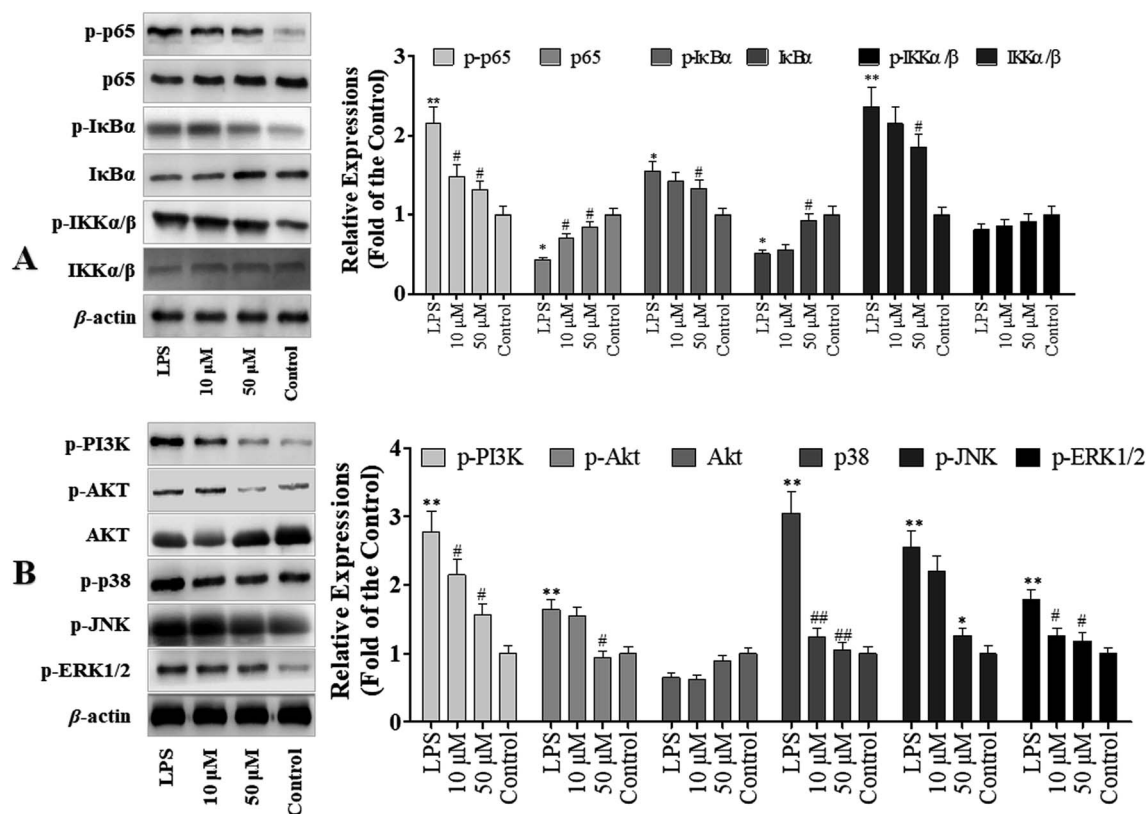 p-p65
p65
p-IκBα
IκBα
p-IKKα/β
IKKα/β
β-actin
A
LPS
10 μM
50 μM
Control
p-p65 p65 p-IκBα IκBα p-IKKα/β IKKα/β
Relative Expressions
(Fold of the Control)
3
2
1
0
** # #
* # #
* #
* #
** #
LPS 10 μM 50 μM Control LPS 10 μM 50 μM Control LPS 10 μM 50 μM Control LPS 10 μM 50 μM Control LPS 10 μM 50 μM Control LPS 10 μM 50 μM Control
p-PI3K
p-AKT
AKT
p-p38
p-JNK
p-ERK1/2
β-actin
B
LPS
10 μM
50 μM
Control
p-PI3K p-Akt Akt p38 p-JNK p-ERK1/2
Relative Expressions
(Fold of the Control)
4
3
2
1
0
** # #
** #
** ## ##
** *
** # #
LPS 10 μM 50 μM Control LPS 10 μM 50 μM Control LPS 10 μM 50 μM Control LPS 10 μM 50 μM Control LPS 10 μM 50 μM Control LPS 10 μM 50 μM Control